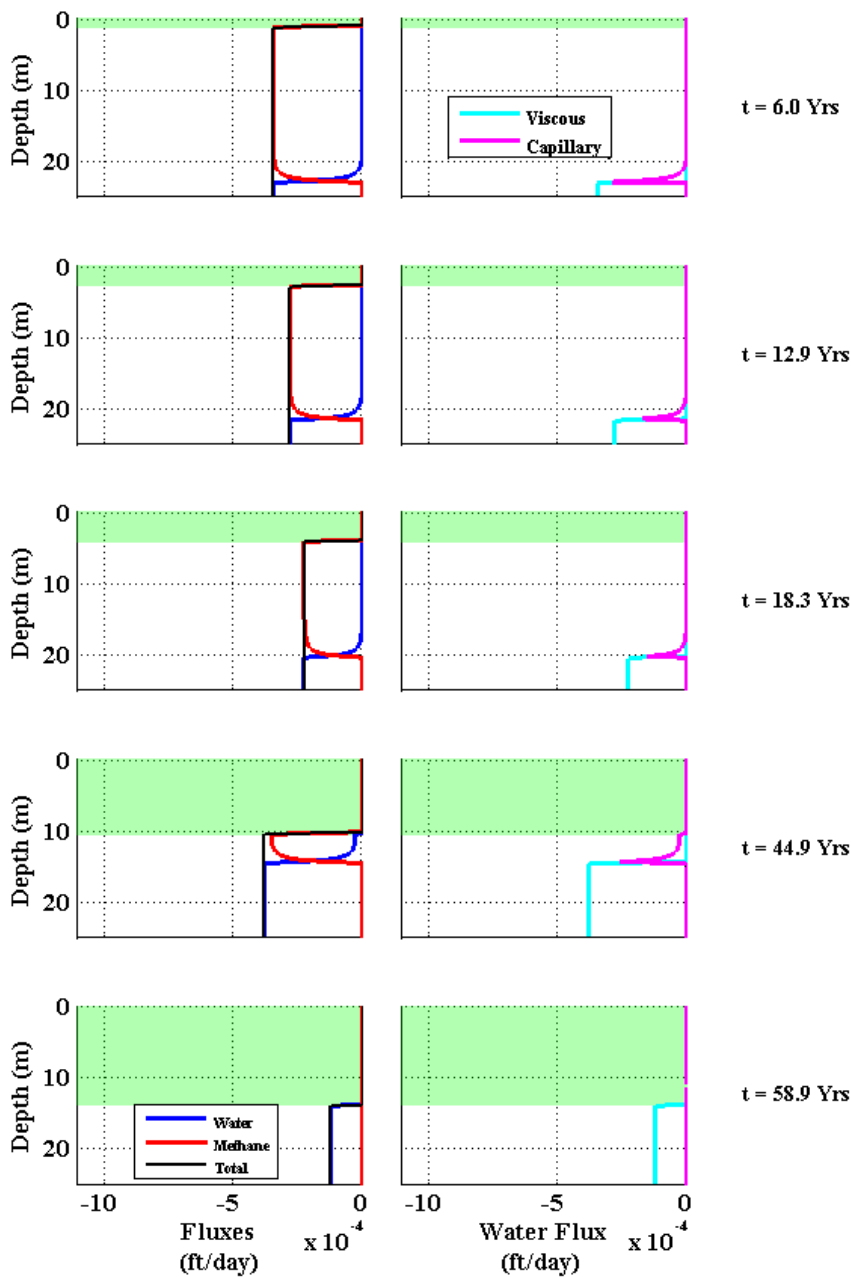 0
10
20
Depth (m)
Viscous
Capillary
t = 6.0 Yrs
0
10
20
Depth (m)
t = 12.9 Yrs
0
10
20
Depth (m)
t = 18.3 Yrs
0
10
20
Depth (m)
t = 44.9 Yrs
0
10
20
Depth (m)
Water
Methane
Total
t = 58.9 Yrs
-10 -5 0
-10 -5 0
Fluxes x 10 -4
(ft/day)
Water Flux x 10 -4
(ft/day)